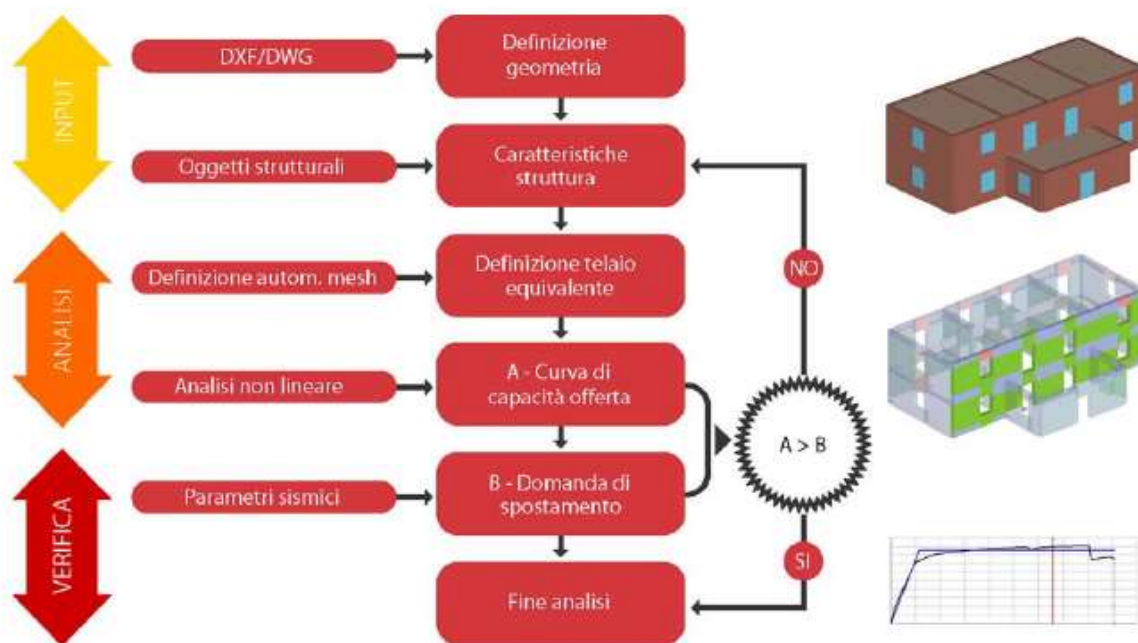 INPUT
DXF/DWG
Definizione
geometria
Oggetti strutturali
Caratteristiche
struttura
ANALISI
Definizione autom. mesh
Definizione telaio
equivalente
NO
Analisi non lineare
A - Curva di
capacità offerta
A > B
VERIFICA
Parametri sismici
B - Domanda di
spostamento
SI
Fine analisi